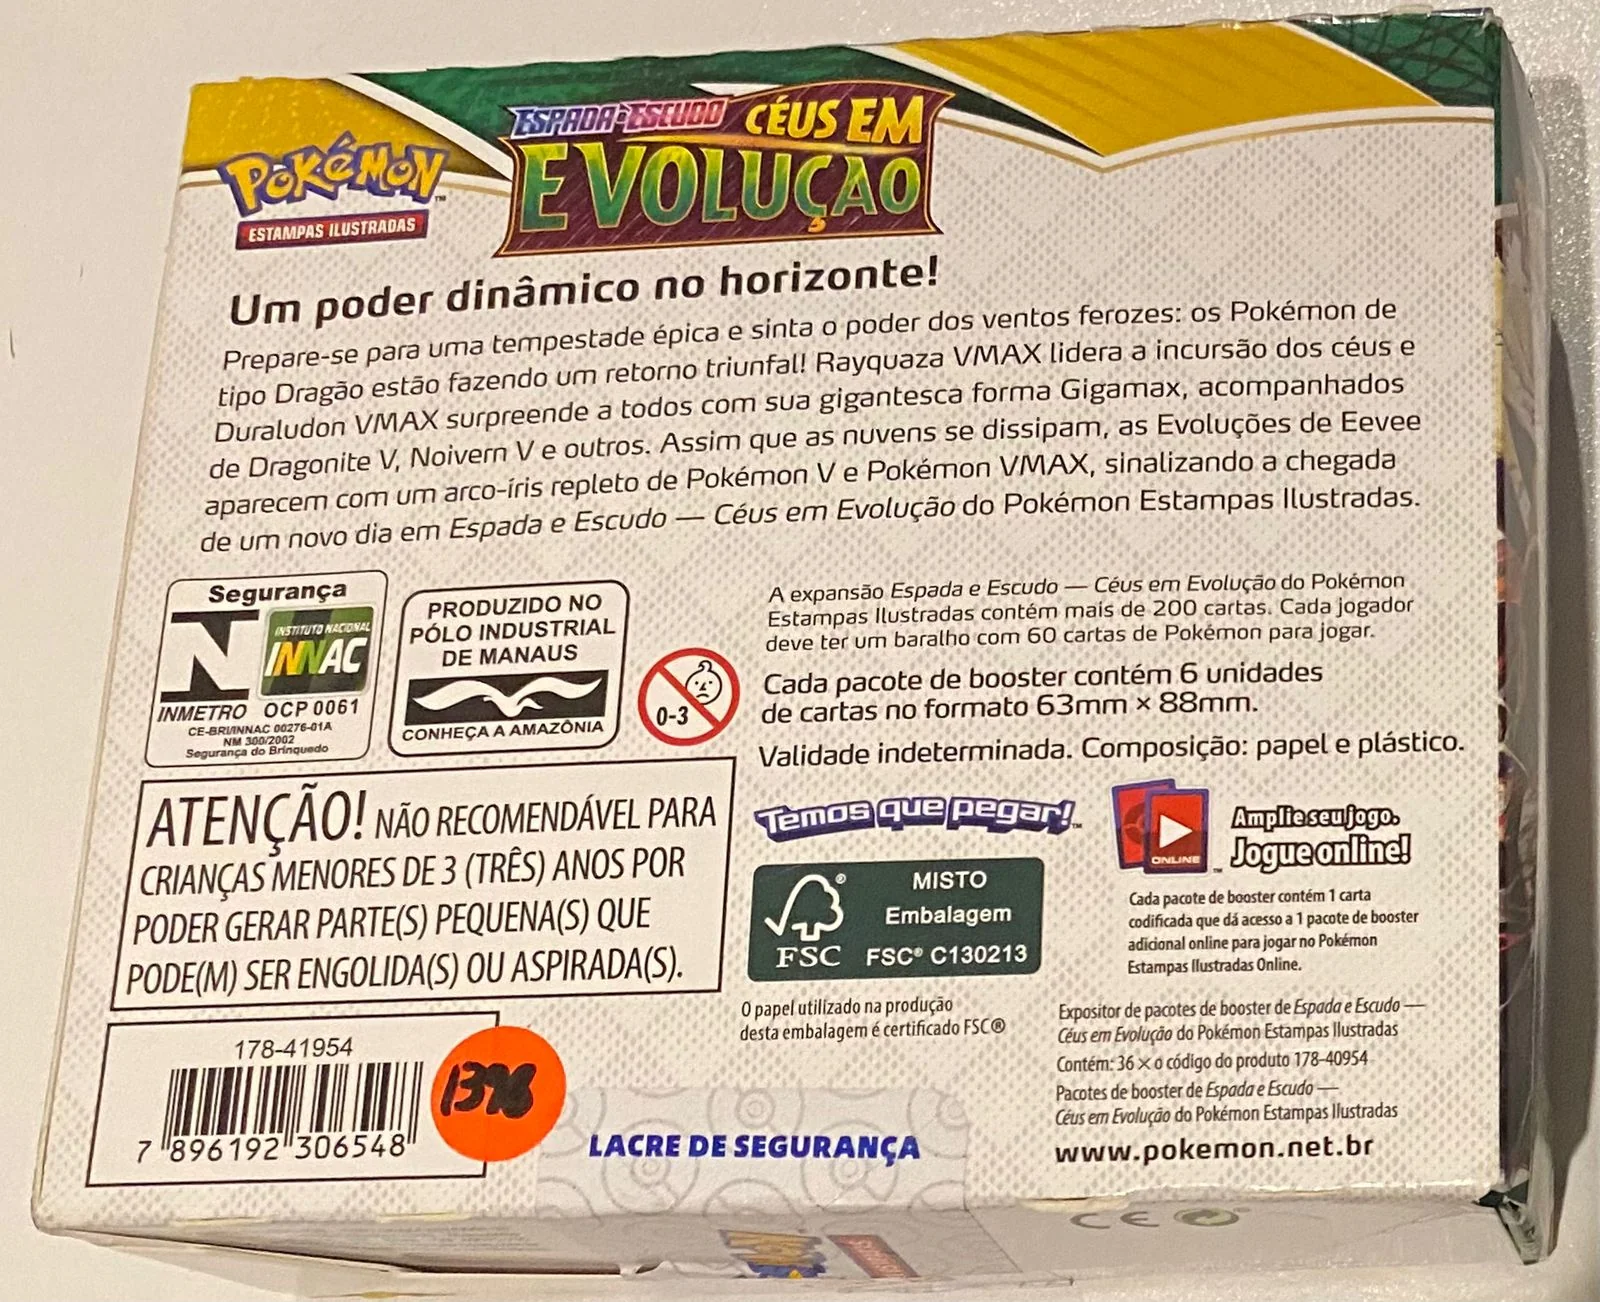 ESPADA E ESCUDO CÉUS EM
EVOLUÇÃO
POKÉMON™
ESTAMPAS ILUSTRADAS
Um poder dinâmico no horizonte!
Prepare-se para uma tempestade épica e sinta o poder dos ventos ferozes: os Pokémon de
tipo Dragão estão fazendo um retorno triunfal! Rayquaza VMAX lidera a incursão dos céus e
Duraludon VMAX surpreende a todos com sua gigantesca forma Gigamax, acompanhados
de Dragonite V, Noivern V e outros. Assim que as nuvens se dissipam, as Evoluções de Eevee
aparecem com um arco-íris repleto de Pokémon V e Pokémon VMAX, sinalizando a chegada
de um novo dia em Espada e Escudo — Céus em Evolução do Pokémon Estampas Ilustradas.
Segurança
INSTITUTO NACIONAL
INNAC
INMETRO OCP 0061
CE-BRI/INNAC 00276-01A
NM 300/2002
Segurança do Brinquedo
PRODUZIDO NO
PÓLO INDUSTRIAL
DE MANAUS
CONHEÇA A AMAZÔNIA
0-3
A expansão Espada e Escudo — Céus em Evolução do Pokémon
Estampas Ilustradas contém mais de 200 cartas. Cada jogador
deve ter um baralho com 60 cartas de Pokémon para jogar.
Cada pacote de booster contém 6 unidades
de cartas no formato 63mm × 88mm.
Validade indeterminada. Composição: papel e plástico.
ATENÇÃO! NÃO RECOMENDÁVEL PARA
CRIANÇAS MENORES DE 3 (TRÊS) ANOS POR
PODER GERAR PARTE(S) PEQUENA(S) QUE
PODE(M) SER ENGOLIDA(S) OU ASPIRADA(S).
Temos que pegar!™
MISTO
Embalagem
FSC® FSC® C130213
O papel utilizado na produção
desta embalagem é certificado FSC®
ONLINE™
Amplie seu jogo.
Jogue online!
Cada pacote de booster contém 1 carta
codificada que dá acesso a 1 pacote de booster
adicional online para jogar no Pokémon
Estampas Ilustradas Online.
Expositor de pacotes de booster de Espada e Escudo —
Céus em Evolução do Pokémon Estampas Ilustradas
Contém: 36 × o código do produto 178-40954
Pacotes de booster de Espada e Escudo —
Céus em Evolução do Pokémon Estampas Ilustradas
www.pokemon.net.br
178-41954
7 896192 306548
LACRE DE SEGURANÇA
CE